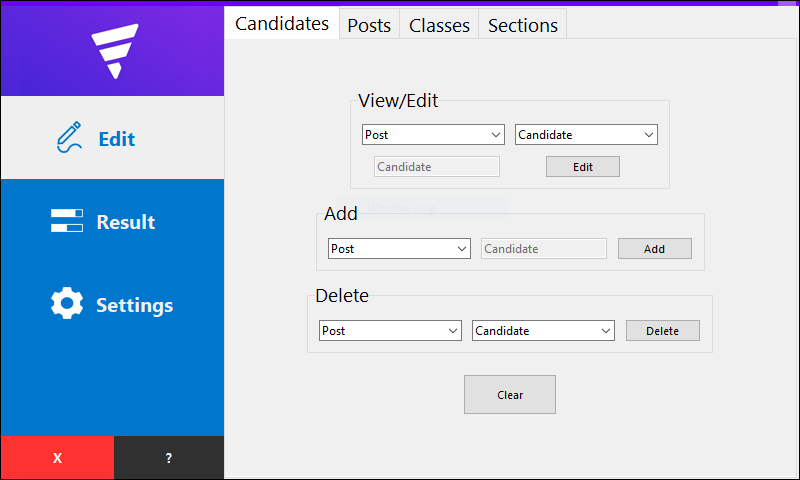 Candidates Posts Classes Sections
Edit
Result
Settings
X ?
View/Edit
Post Candidate
Candidate Edit
Add
Post Candidate Add
Delete
Post Candidate Delete
Clear